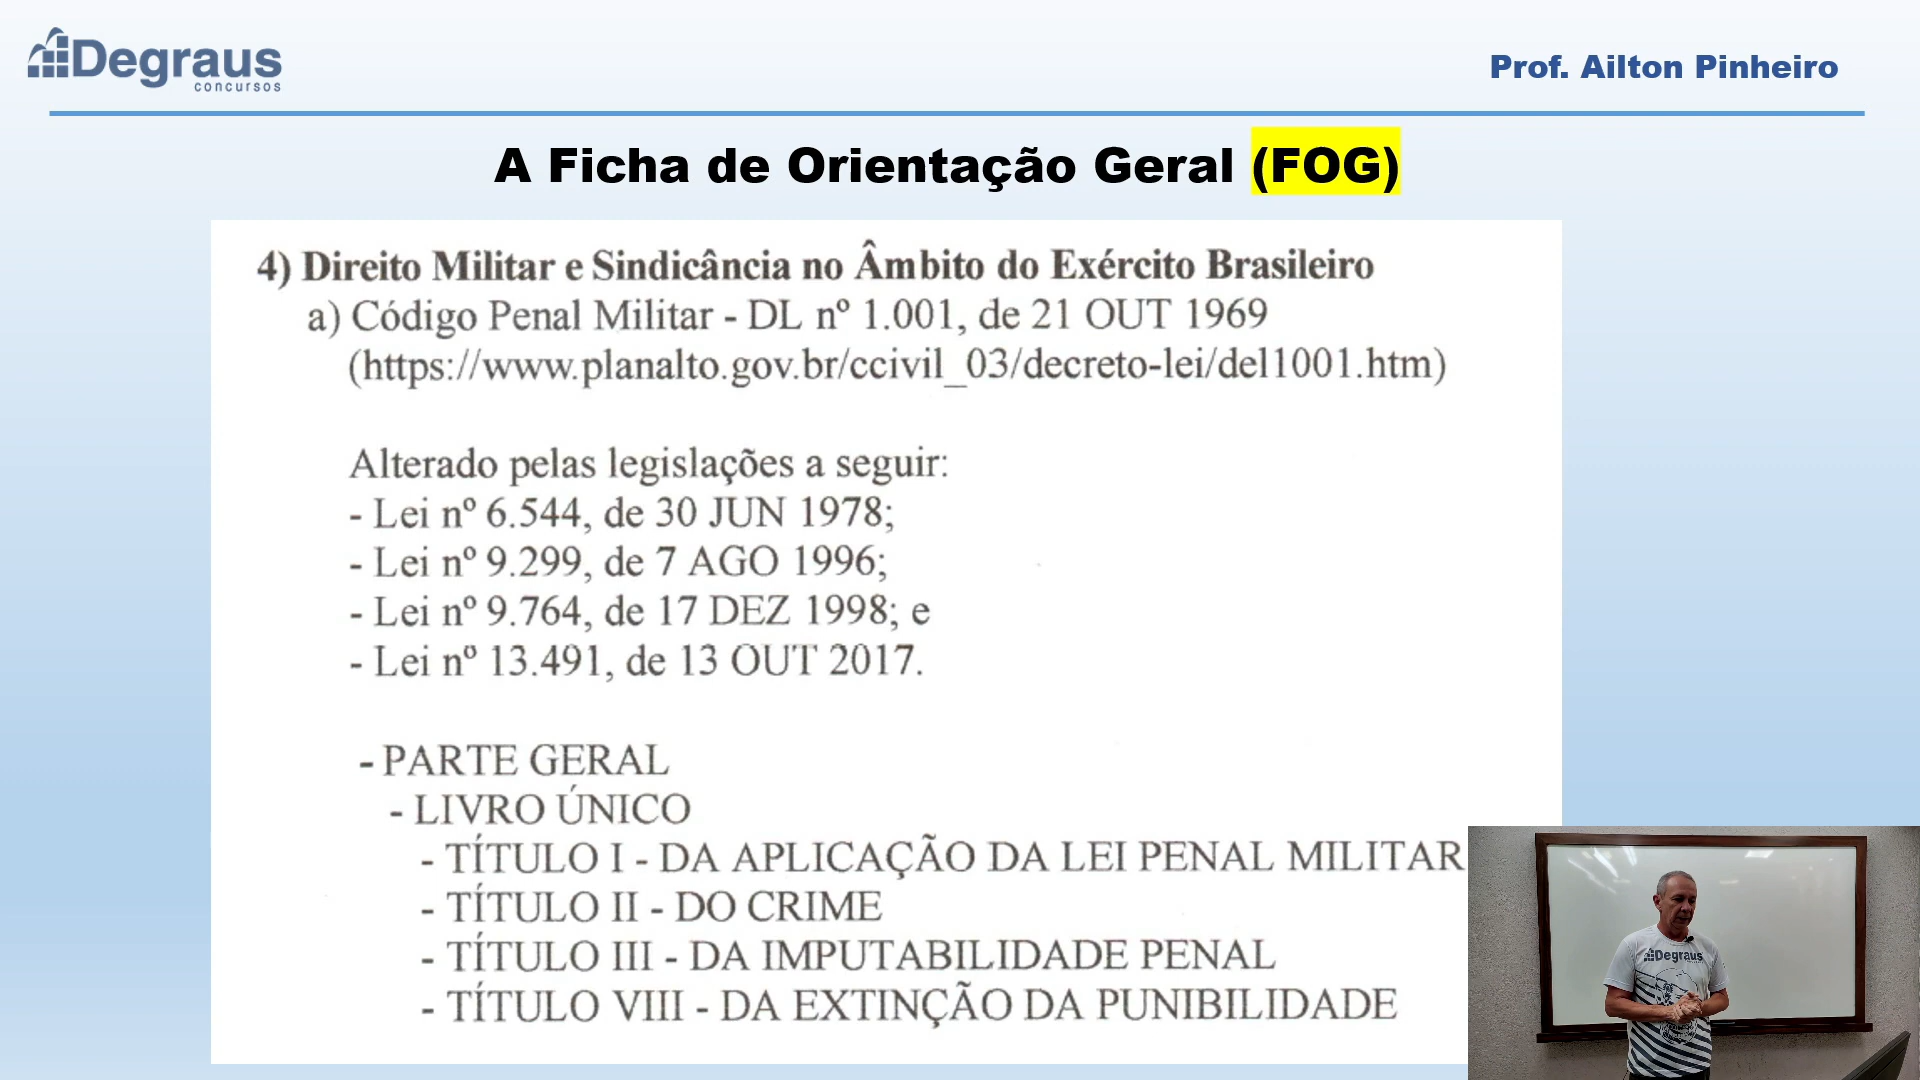 Degraus
concursos
Prof. Ailton Pinheiro
A Ficha de Orientação Geral (FOG)
4) Direito Militar e Sindicância no Âmbito do Exército Brasileiro
a) Código Penal Militar - DL nº 1.001, de 21 OUT 1969
(https://www.planalto.gov.br/ccivil_03/decreto-lei/del1001.htm)
Alterado pelas legislações a seguir:
- Lei nº 6.544, de 30 JUN 1978;
- Lei nº 9.299, de 7 AGO 1996;
- Lei nº 9.764, de 17 DEZ 1998; e
- Lei nº 13.491, de 13 OUT 2017.
- PARTE GERAL
- LIVRO ÚNICO
- TÍTULO I - DA APLICAÇÃO DA LEI PENAL MILITAR
- TÍTULO II - DO CRIME
- TÍTULO III - DA IMPUTABILIDADE PENAL
- TÍTULO VIII - DA EXTINÇÃO DA PUNIBILIDADE
Degraus